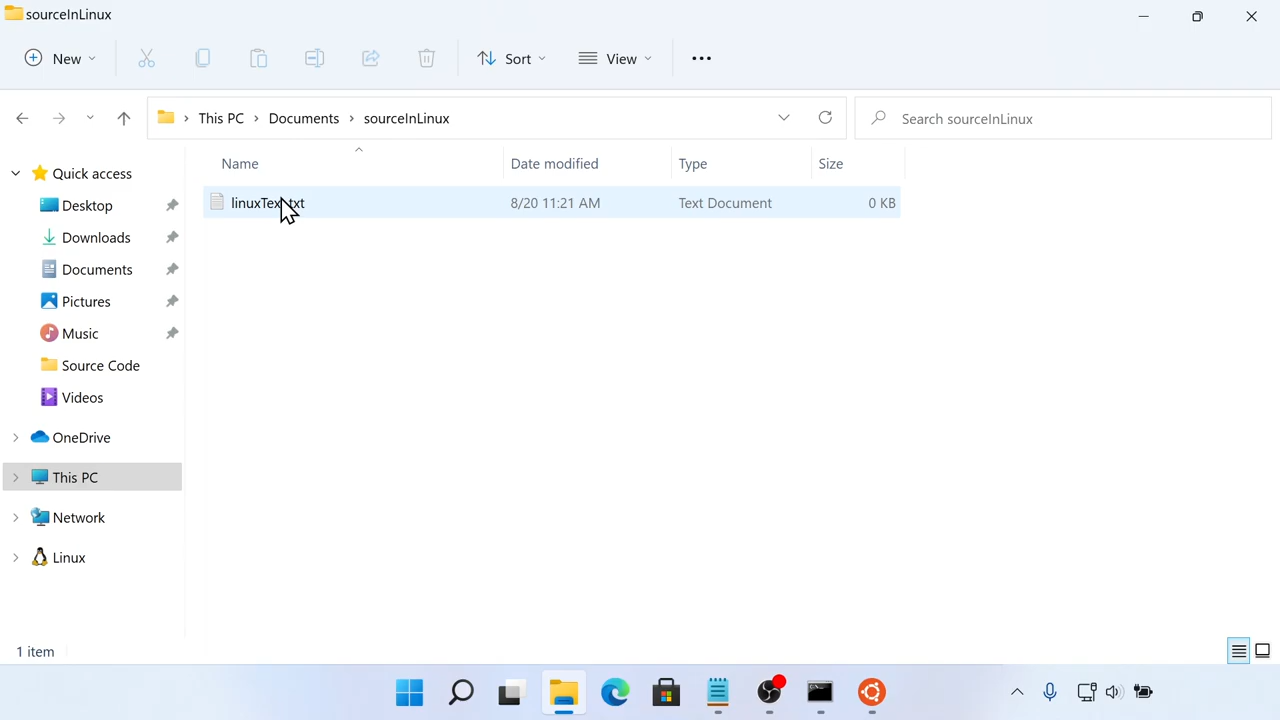 sourceInLinux
New
Sort
View
This PC > Documents > sourceInLinux
Search sourceInLinux
Name Date modified Type Size
Quick access
Desktop
Downloads
Documents
Pictures
Music
Source Code
Videos
OneDrive
This PC
Network
Linux
linuxText.txt 8/20 11:21 AM Text Document 0 KB
1 item